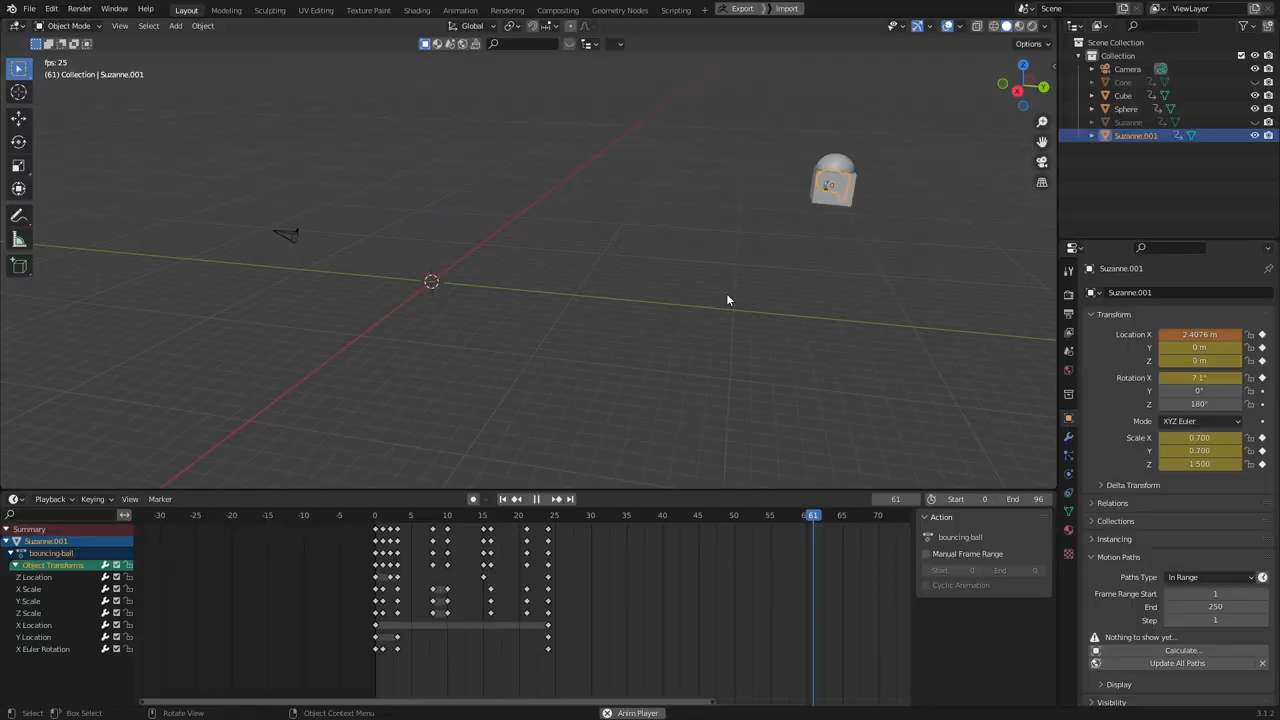 File Edit Render Window Help Layout Modeling Sculpting UV Editing Texture Paint Shading Animation Rendering Compositing Geometry Nodes Scripting + Export Import Scene ViewLayer
Object Mode View Select Add Object Global
Options
fps: 25
(61) Collection | Suzanne.001
Z
Y
X
Scene Collection
Collection
Camera
Cone
Cube
Sphere
Suzanne
Suzanne.001
Suzanne.001
Suzanne.001
Transform
Location X 2.4076 m
Y 0 m
Z 0 m
Rotation X 7.1°
Y 0°
Z 180°
Mode XYZ Euler
Scale X 0.700
Y 0.700
Z 1.500
Delta Transform
Relations
Collections
Instancing
Motion Paths
Paths Type In Range
Frame Range Start 1
End 250
Step 1
Nothing to show yet...
Calculate...
Update All Paths
Display
Visibility
Playback Keying View Marker 61 Start 0 End 96
-30 -25 -20 -15 -10 -5 0 5 10 15 20 25 30 35 40 45 50 55 6 61 65 70
Summary
Suzanne.001
bouncing-ball
Object Transforms
Z Location
X Scale
Y Scale
Z Scale
X Location
Y Location
X Euler Rotation
Action
bouncing-ball
Manual Frame Range
Start 0 End 0
Cyclic Animation
Select Box Select Rotate View Object Context Menu Anim Player 3.1.2